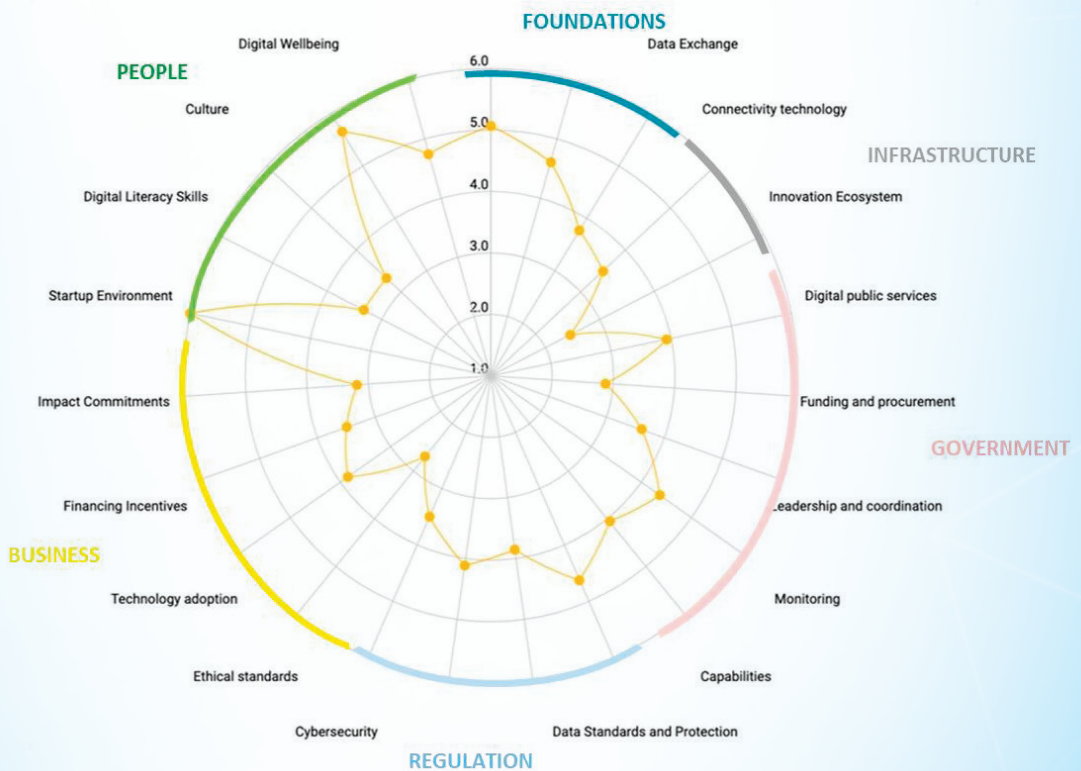 FOUNDATIONS
Digital Wellbeing
Data Exchange
6.0
PEOPLE
Culture
Connectivity technology
5.0
INFRASTRUCTURE
4.0
Digital Literacy Skills
Innovation Ecosystem
3.0
Startup Environment
Digital public services
2.0
1.0
Impact Commitments
Funding and procurement
GOVERNMENT
Financing Incentives
Leadership and coordination
BUSINESS
Technology adoption
Monitoring
Ethical standards
Capabilities
Cybersecurity
Data Standards and Protection
REGULATION